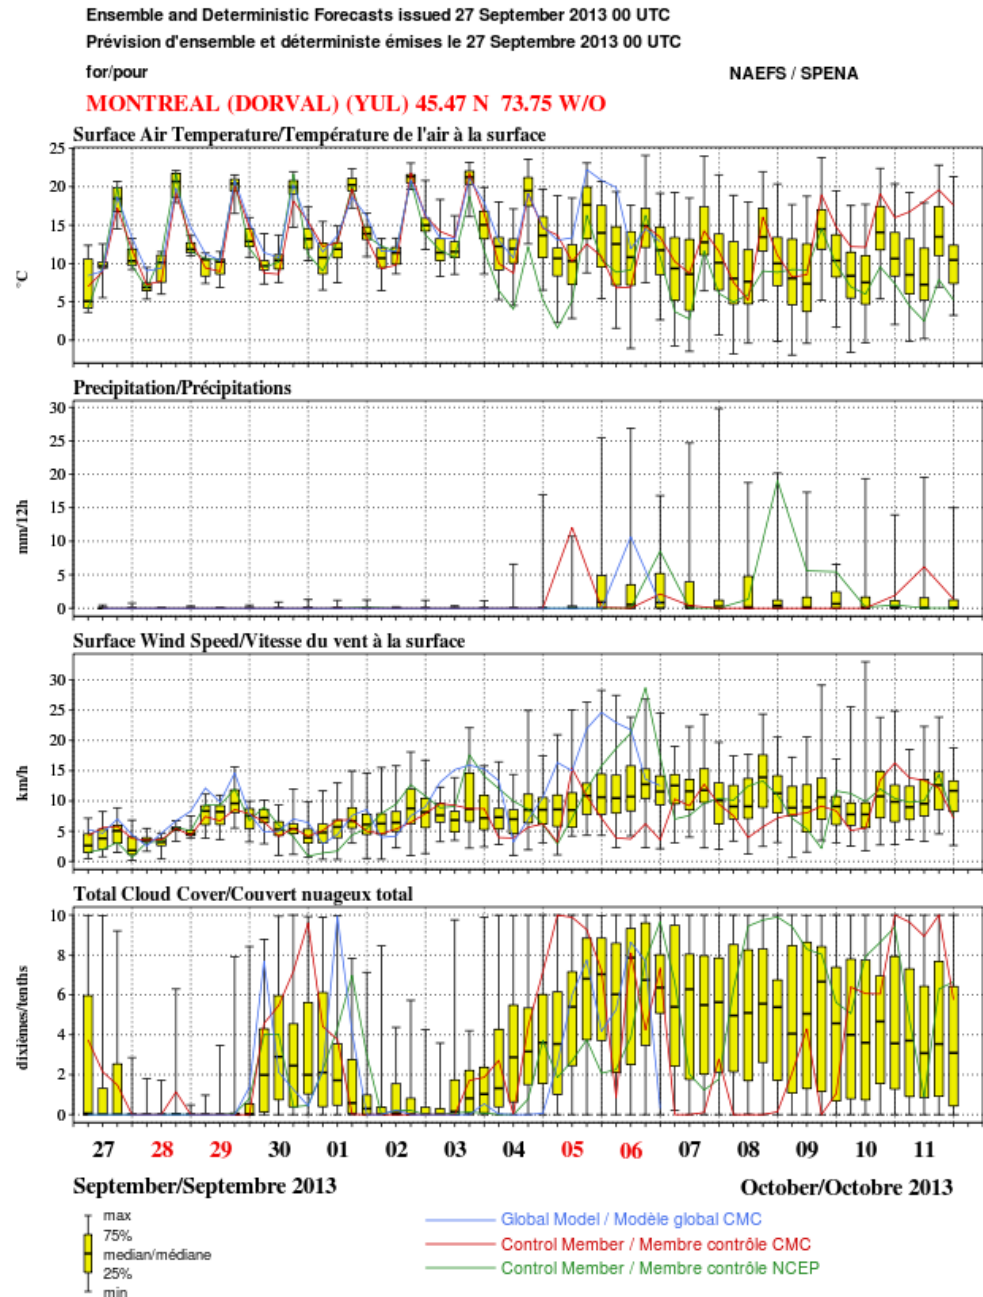 Ensemble and Deterministic Forecasts issued 27 September 2013 00 UTC
Prévision d'ensemble et déterministe émises le 27 Septembre 2013 00 UTC
for/pour
NAEFS / SPENA
MONTREAL (DORVAL) (YUL) 45.47 N 73.75 W/O
Surface Air Temperature/Température de l'air à la surface
25
20
15
10
5
0
°C
Precipitation/Précipitations
30
25
20
15
10
5
0
mm/12h
Surface Wind Speed/Vitesse du vent à la surface
30
25
20
15
10
5
0
km/h
Total Cloud Cover/Couvert nuageux total
10
8
6
4
2
0
dixièmes/tenths
27 28 29 30 01 02 03 04 05 06 07 08 09 10 11
September/Septembre 2013
October/Octobre 2013
max
75%
median/médiane
25%
min
Global Model / Modèle global CMC
Control Member / Membre contrôle CMC
Control Member / Membre contrôle NCEP